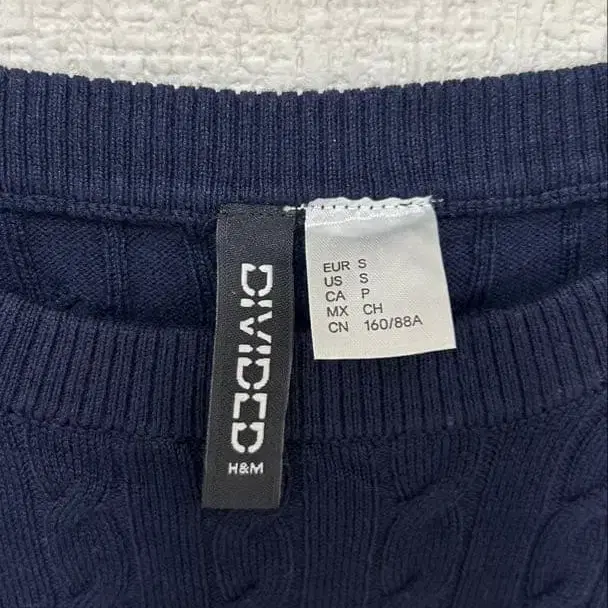 DIVIDED
H&M
EUR S
US S
CA P
MX CH
CN 160/88A